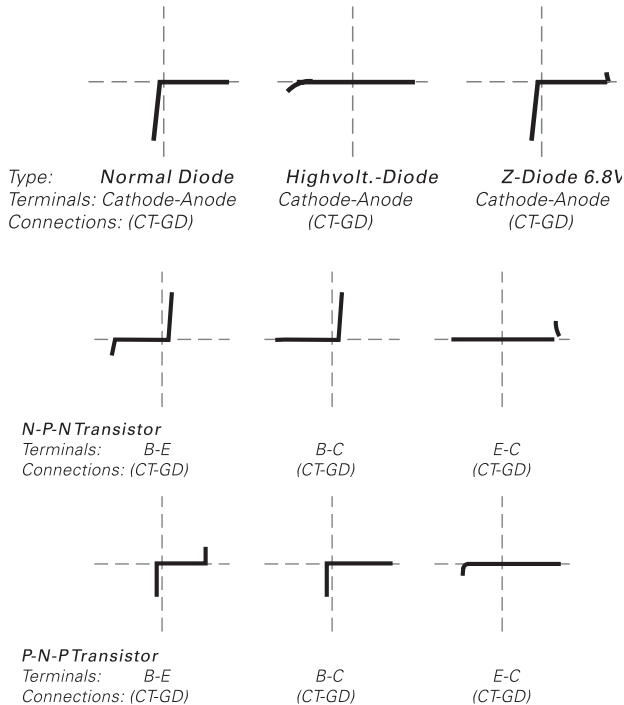 Type: Normal Diode Highvolt.-Diode Z-Diode 6.8V
Terminals: Cathode-Anode Cathode-Anode Cathode-Anode
Connections: (CT-GD) (CT-GD) (CT-GD)
N-P-N Transistor
Terminals: B-E B-C E-C
Connections: (CT-GD) (CT-GD) (CT-GD)
P-N-P Transistor
Terminals: B-E B-C E-C
Connections: (CT-GD) (CT-GD) (CT-GD)